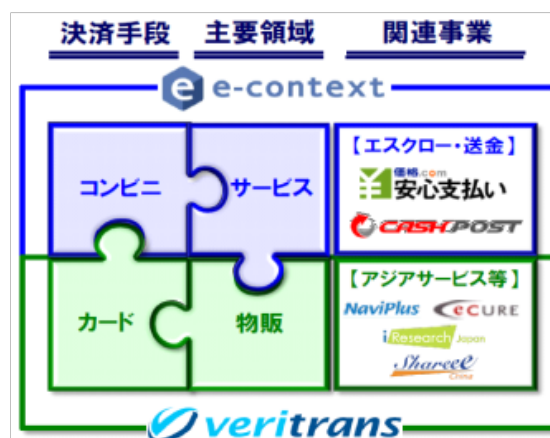 決済手段 主要領域 関連事業
e e-context
コンビニ サービス
【エスクロー・送金】
価格.com
安心支払い
CASHPOST
カード 物販
【アジアサービス等】
NaviPlus eCURE
iResearch Japan
Shareee
China
veritrans